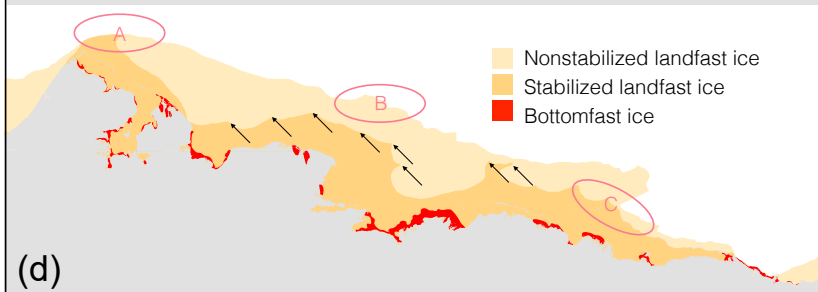 A
B
Nonstabilized landfast ice
Stabilized landfast ice
Bottomfast ice
C
(d)